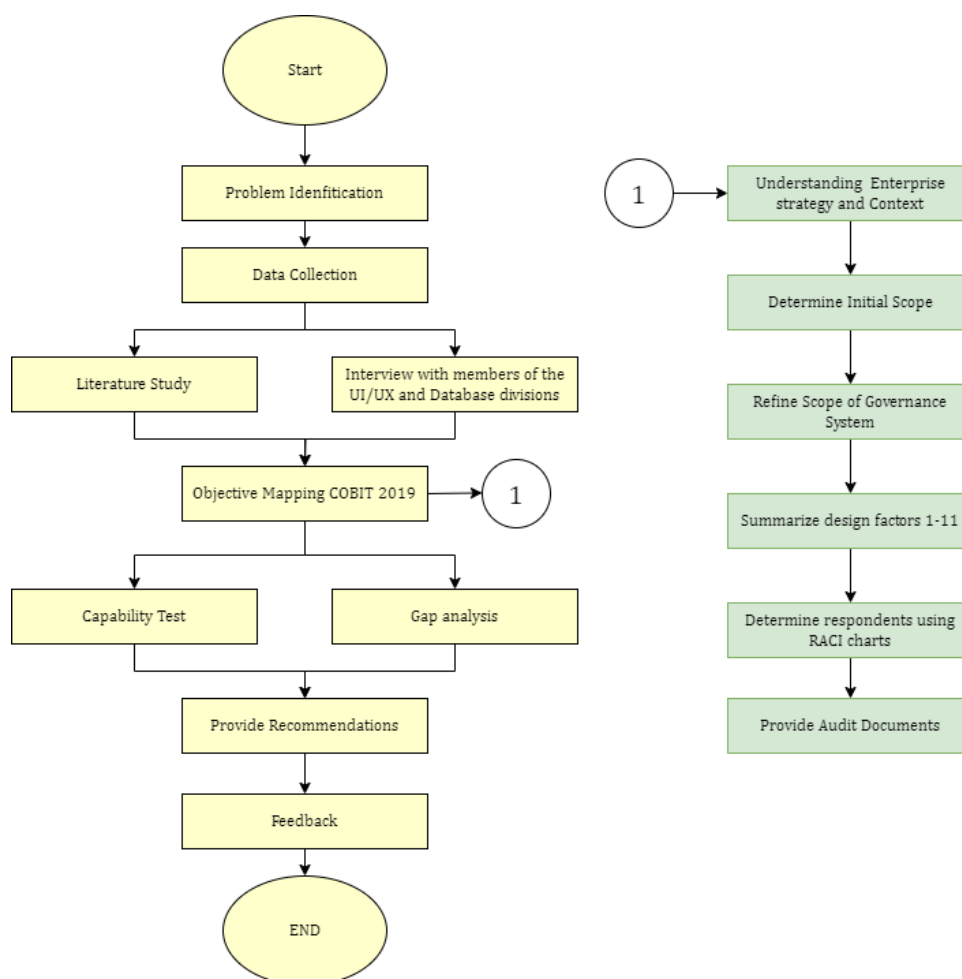 Start
Problem Idenfitication
Data Collection
Literature Study
Interview with members of the
UI/UX and Database divisions
Objective Mapping COBIT 2019
1
Capability Test
Gap analysis
Provide Recommendations
Feedback
END
1
Understanding Enterprise
strategy and Context
Determine Initial Scope
Refine Scope of Governance
System
Summarize design factors 1-11
Determine respondents using
RACI charts
Provide Audit Documents